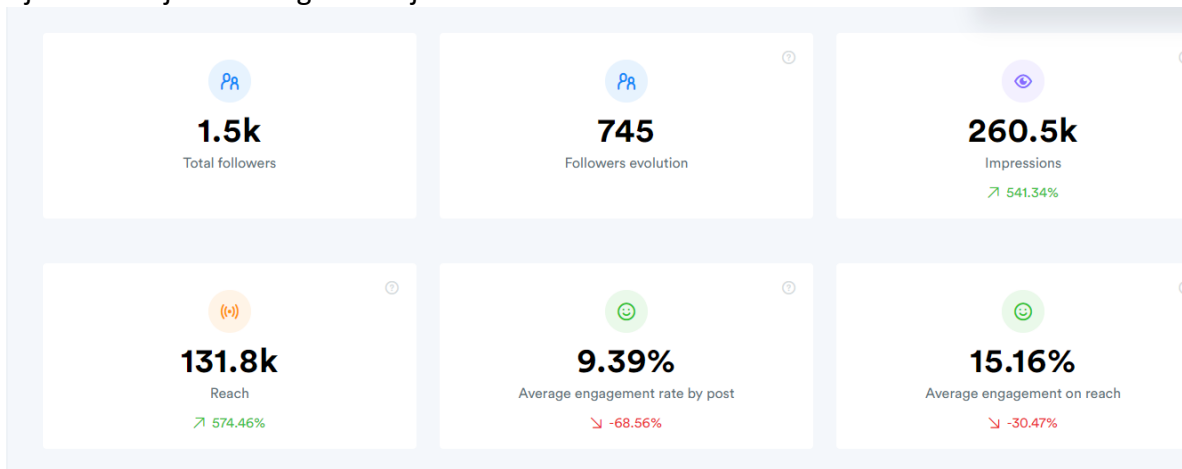 1.5k
Total followers
745
Followers evolution
260.5k
Impressions
541.34%
131.8k
Reach
574.46%
9.39%
Average engagement rate by post
-68.56%
15.16%
Average engagement on reach
-30.47%